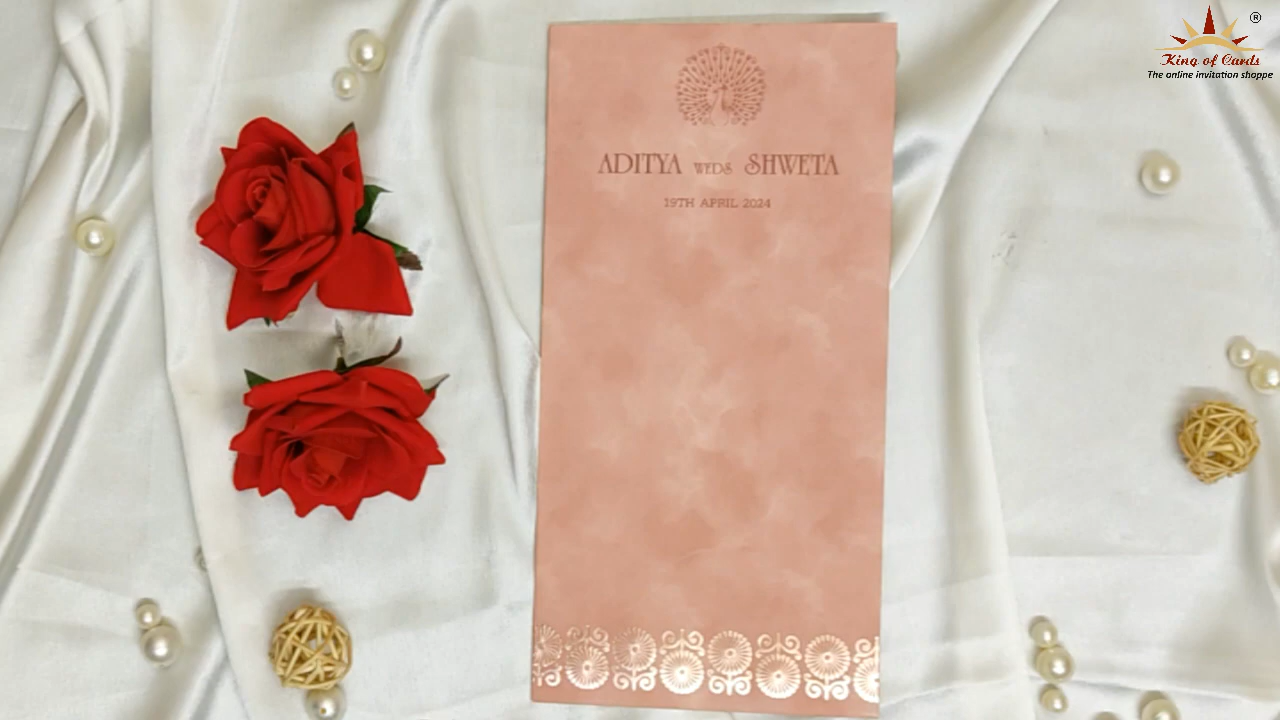 ADITYA WEDS SHWETA
19TH APRIL 2024
®
King of Cards
The online invitation shoppe